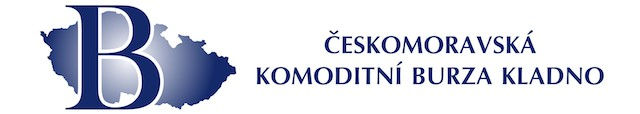 B
ČESKOMORAVSKÁ
KOMODITNÍ BURZA KLADNO